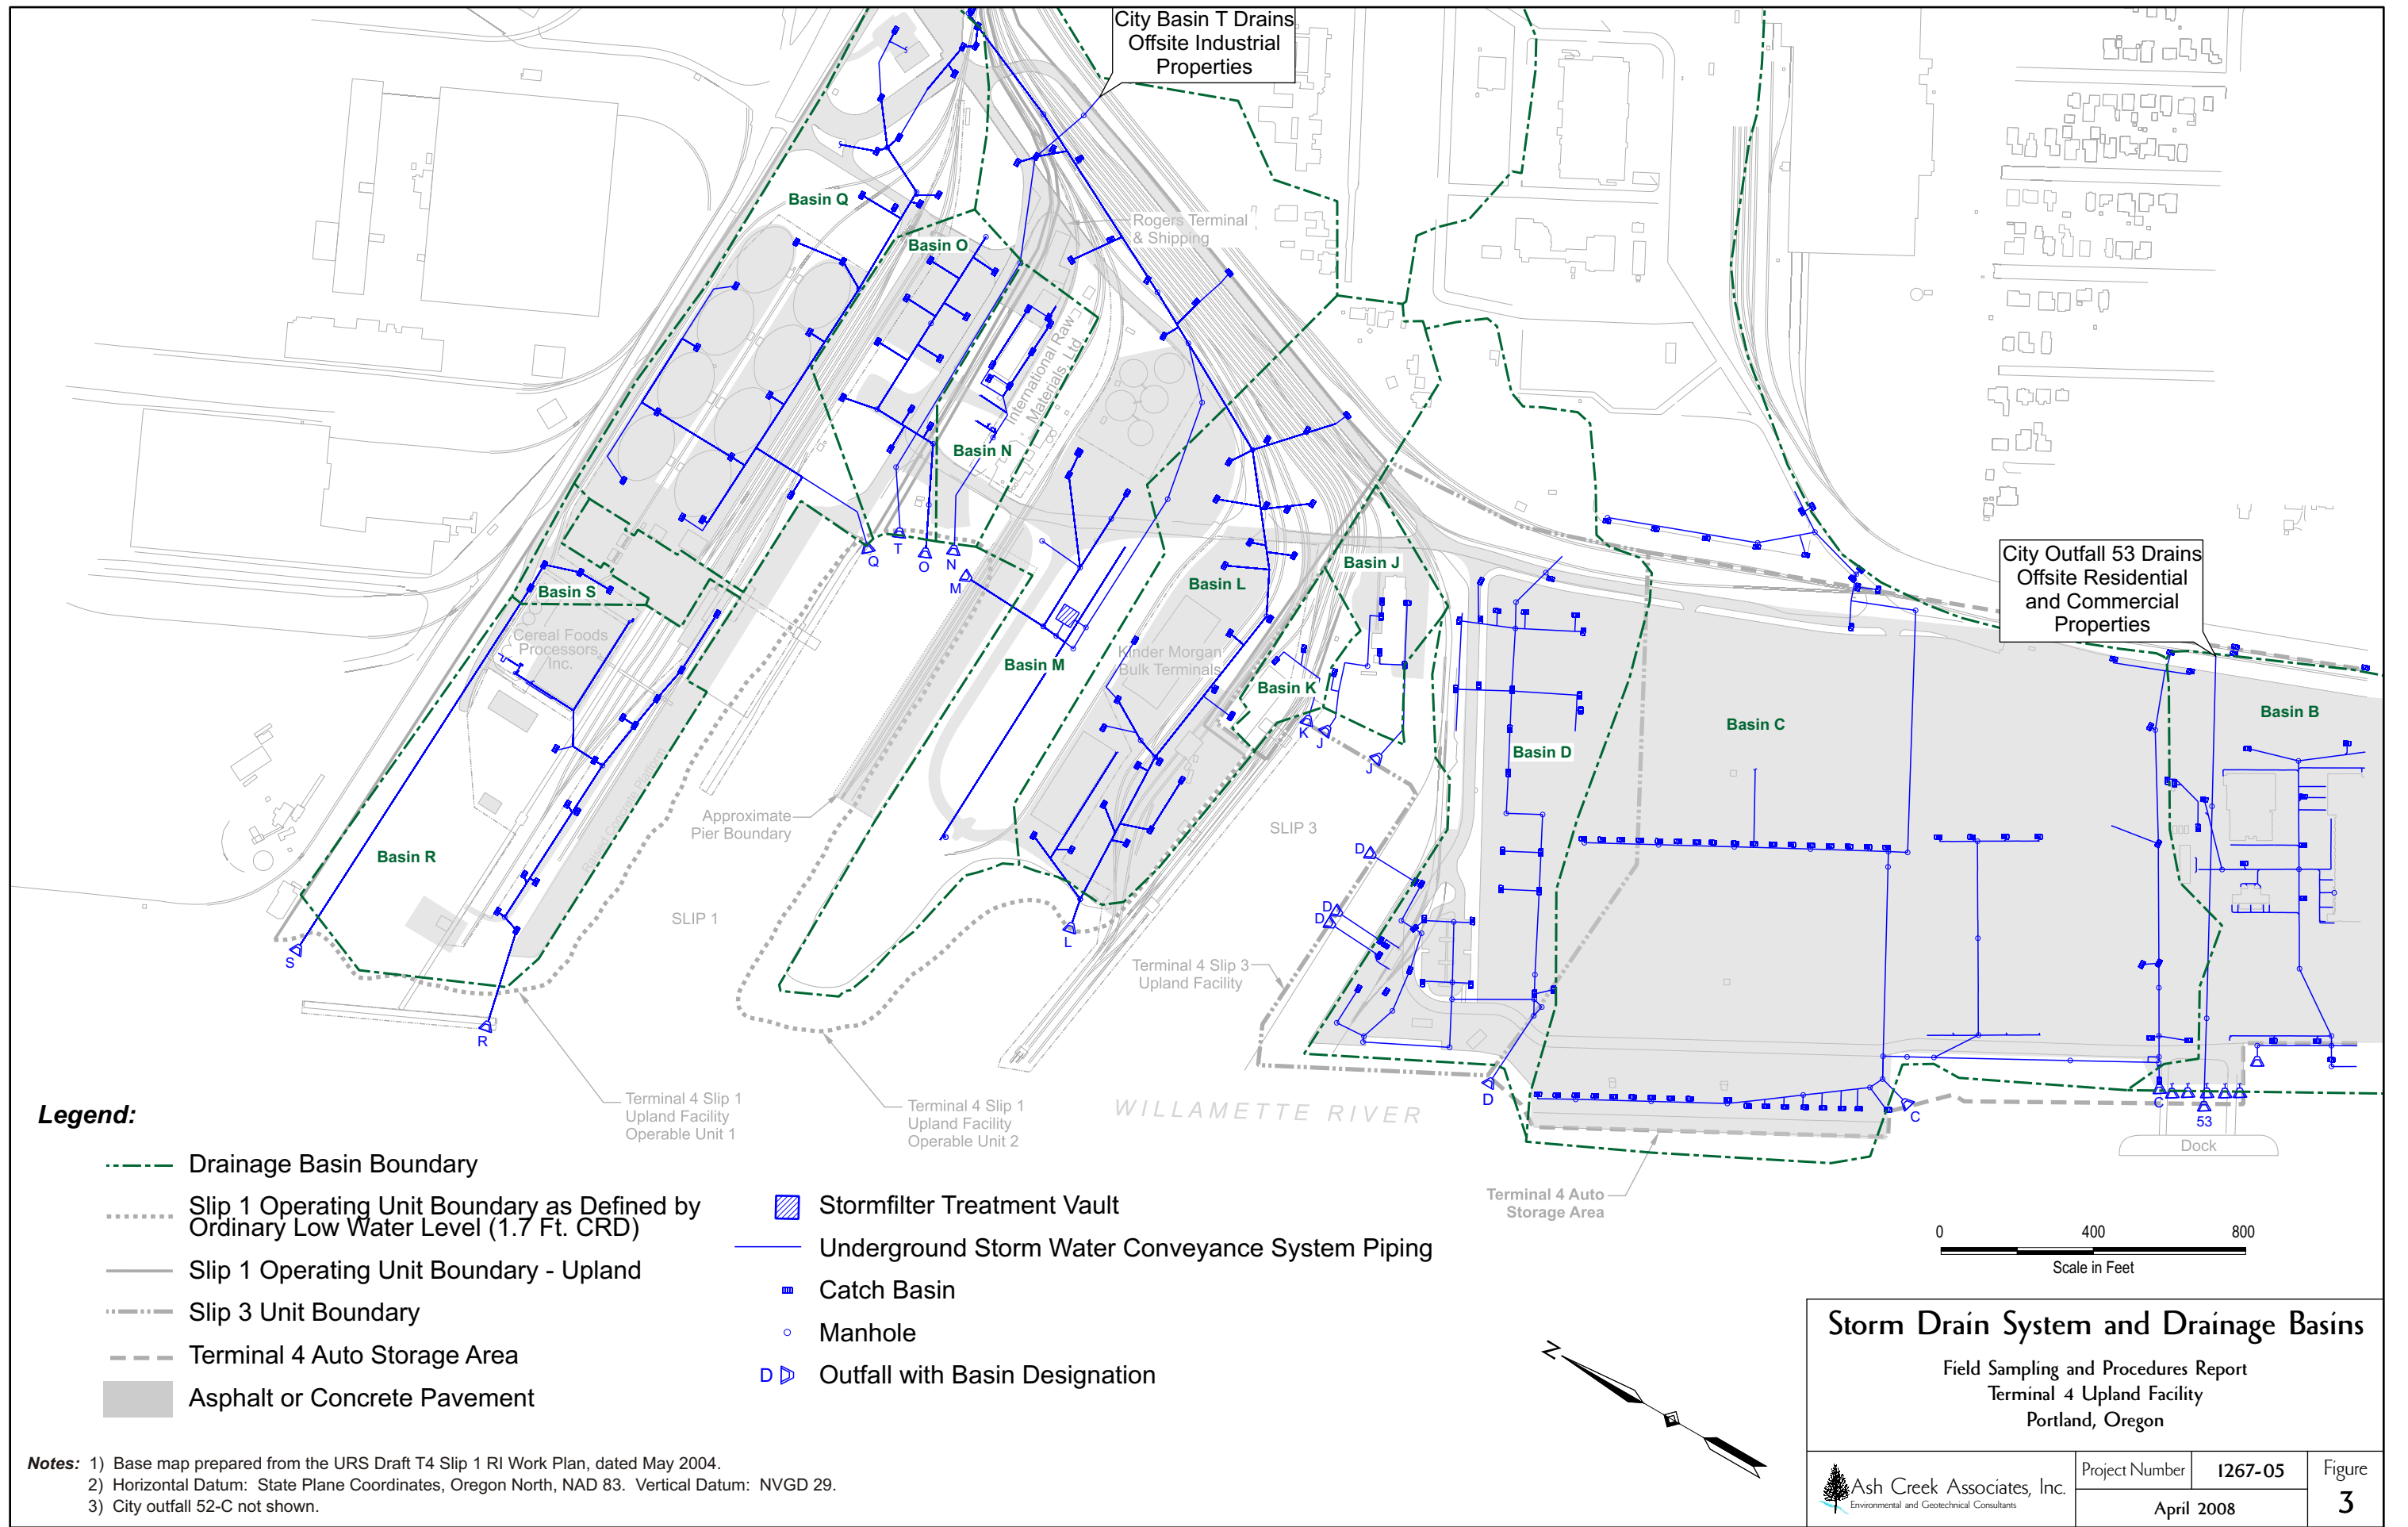 City Basin T Drains
Offsite Industrial
Properties
Basin Q
Rogers Terminal
& Shipping
Basin O
International Raw
Materials, Ltd
Basin N
Q
T
O
N
M
Basin J
Basin L
City Outfall 53 Drains
Offsite Residential
and Commercial
Properties
Basin S
Cereal Foods
Processors,
Inc.
Basin M
Kinder Morgan
Bulk Terminals
Basin K
K
J
J
Basin B
Basin C
Basin D
Raised Concrete Platform
Approximate
Pier Boundary
SLIP 3
Basin R
D
D
D
SLIP 1
L
S
Terminal 4 Slip 3
Upland Facility
R
D
C
C
53
Dock
Terminal 4 Slip 1
Upland Facility
Operable Unit 1
Terminal 4 Slip 1
Upland Facility
Operable Unit 2
WILLAMETTE RIVER
Terminal 4 Auto
Storage Area
Legend:
Drainage Basin Boundary
Slip 1 Operating Unit Boundary as Defined by
Ordinary Low Water Level (1.7 Ft. CRD)
Slip 1 Operating Unit Boundary - Upland
Slip 3 Unit Boundary
Terminal 4 Auto Storage Area
Asphalt or Concrete Pavement
Stormfilter Treatment Vault
Underground Storm Water Conveyance System Piping
Catch Basin
Manhole
D Outfall with Basin Designation
0 400 800
Scale in Feet
N
Storm Drain System and Drainage Basins
Field Sampling and Procedures Report
Terminal 4 Upland Facility
Portland, Oregon
Ash Creek Associates, Inc.
Environmental and Geotechnical Consultants
Project Number 1267-05
April 2008
Figure
3
Notes: 1) Base map prepared from the URS Draft T4 Slip 1 RI Work Plan, dated May 2004.
2) Horizontal Datum: State Plane Coordinates, Oregon North, NAD 83. Vertical Datum: NVGD 29.
3) City outfall 52-C not shown.